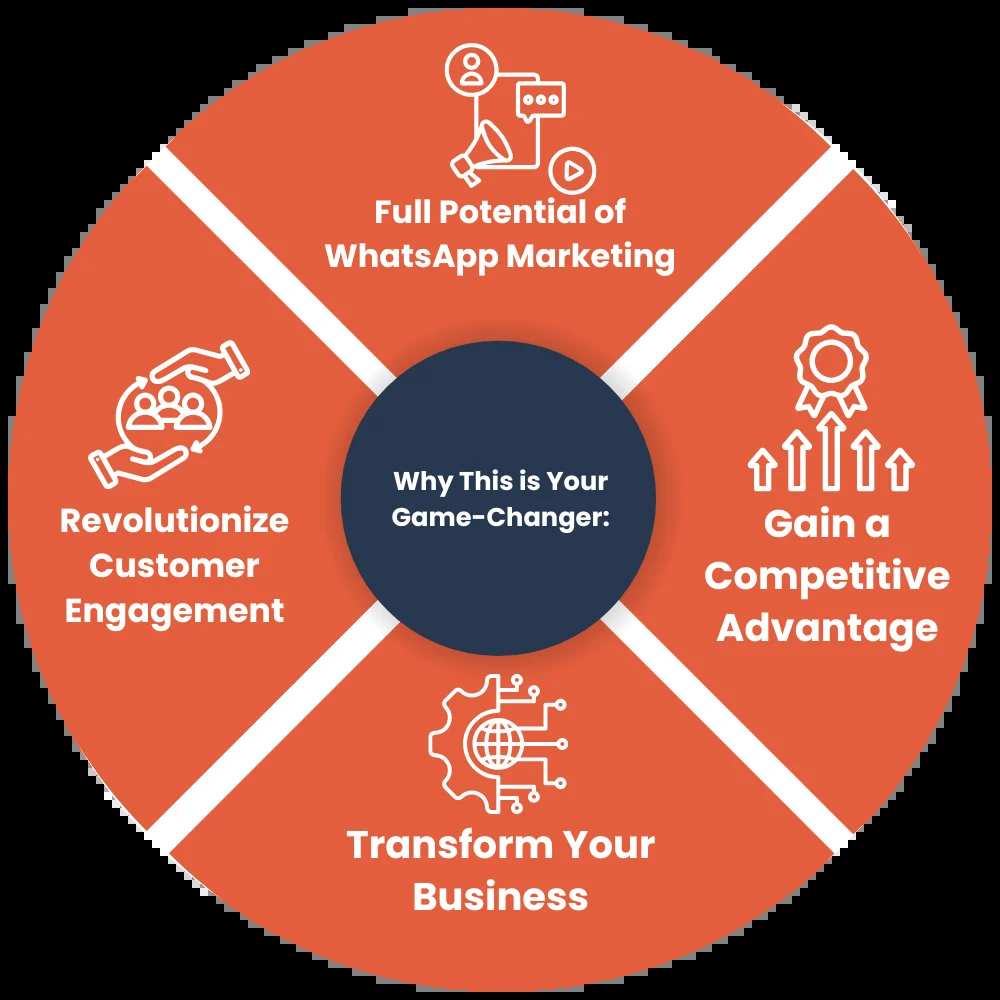 Full Potential of
WhatsApp Marketing
Revolutionize
Customer
Engagement
Why This is Your
Game-Changer:
Gain a
Competitive
Advantage
Transform Your
Business